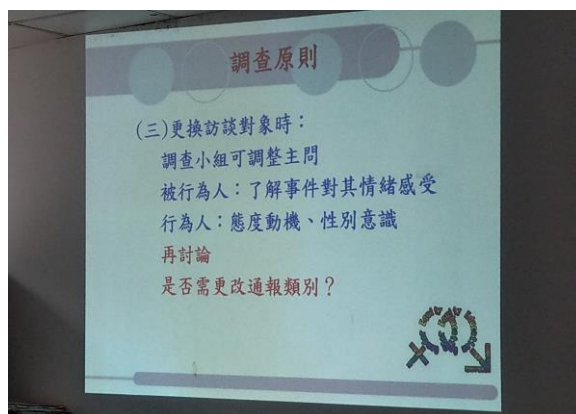 調查原則
(三)更換訪談對象時：
調查小組可調整主問
被行為人：了解事件對其情緒感受
行為人：態度動機、性別意識
再討論
是否需更改通報類別？